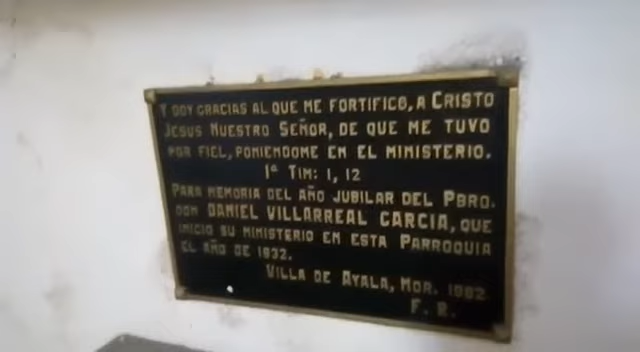 Y DOY GRACIAS AL QUE ME FORTIFICO, A CRISTO
JESUS NUESTRO SEÑOR, DE QUE ME TUVO
POR FIEL, PONIENDOME EN EL MINISTERIO.
1ª TIM: 1, 12
PARA MEMORIA DEL AÑO JUBILAR DEL PBRO.
DON DANIEL VILLARREAL GARCIA, QUE
INICIO SU MINISTERIO EN ESTA PARROQUIA
EL AÑO DE 1932.
VILLA DE AYALA, MOR. 1982
F. R.